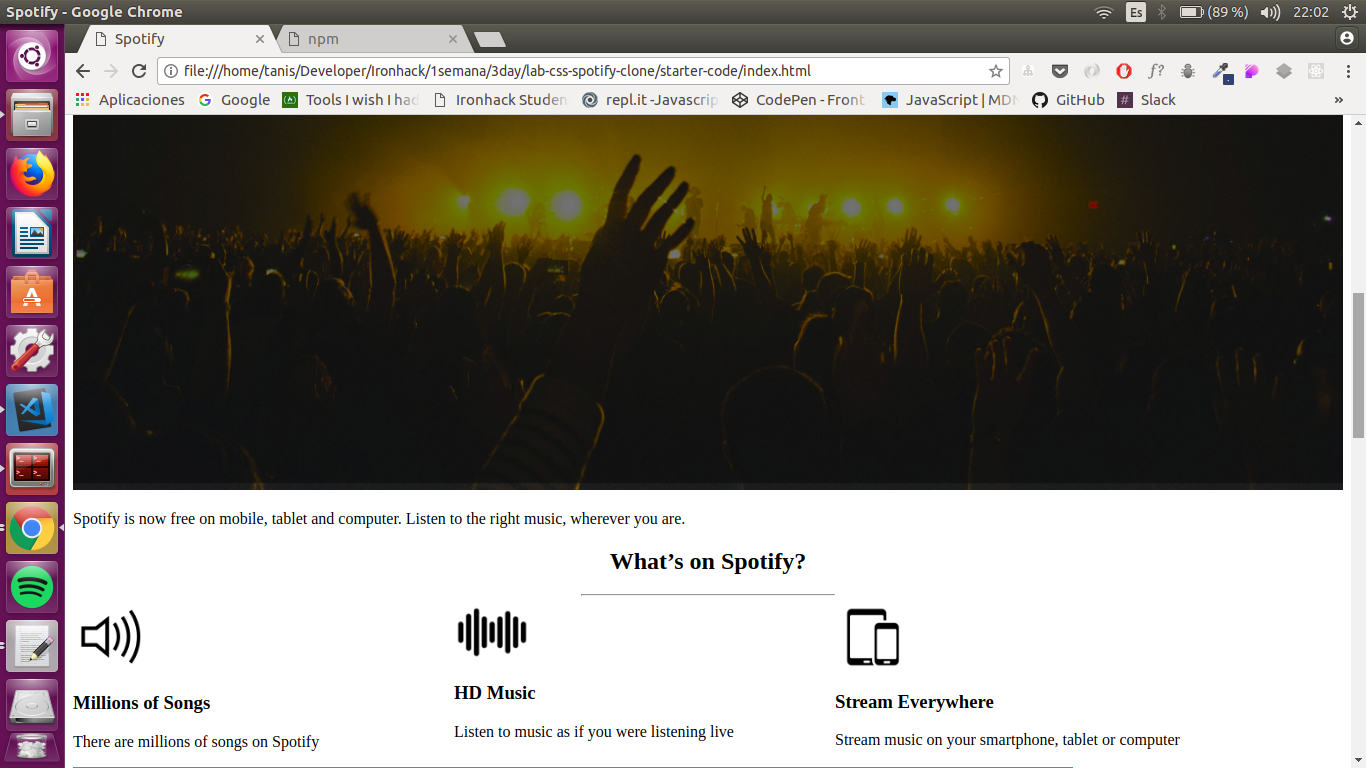 Spotify - Google Chrome
Es
(89 %)
22:02
Spotify
npm
file:///home/tanis/Developer/Ironhack/1semana/3day/lab-css-spotify-clone/starter-code/index.html
f?
Aplicaciones
Google
Tools I wish I had
Ironhack Studen
repl.it -Javascrip
CodePen - Front
JavaScript | MDN
GitHub
Slack
»
Spotify is now free on mobile, tablet and computer. Listen to the right music, wherever you are.
What’s on Spotify?
Millions of Songs
HD Music
Stream Everywhere
There are millions of songs on Spotify
Listen to music as if you were listening live
Stream music on your smartphone, tablet or computer